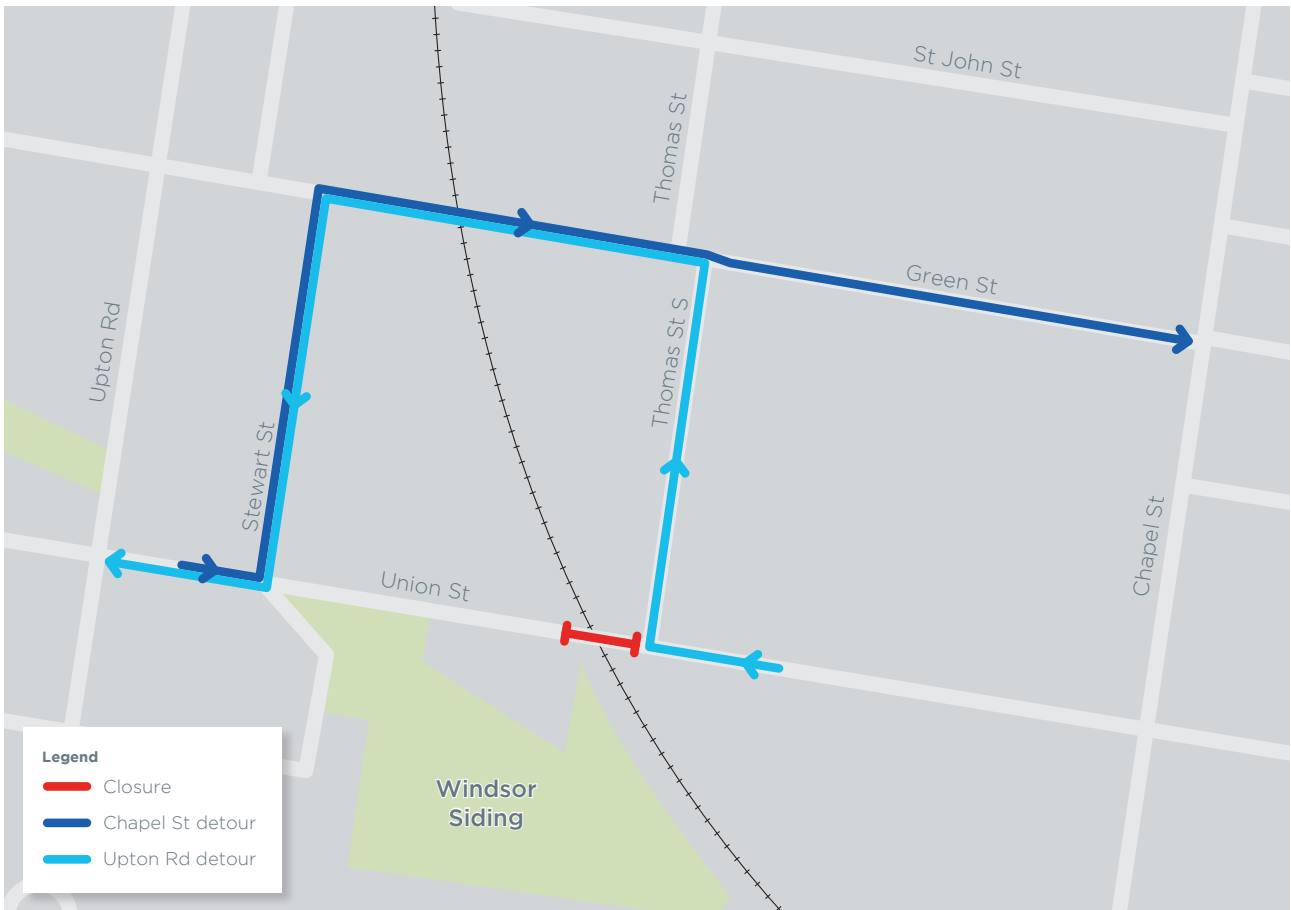 St John St
Thomas St
Green St
Thomas St S
Upton Rd
Stewart St
Chapel St
Union St
Windsor
Siding
Legend
Closure
Chapel St detour
Upton Rd detour